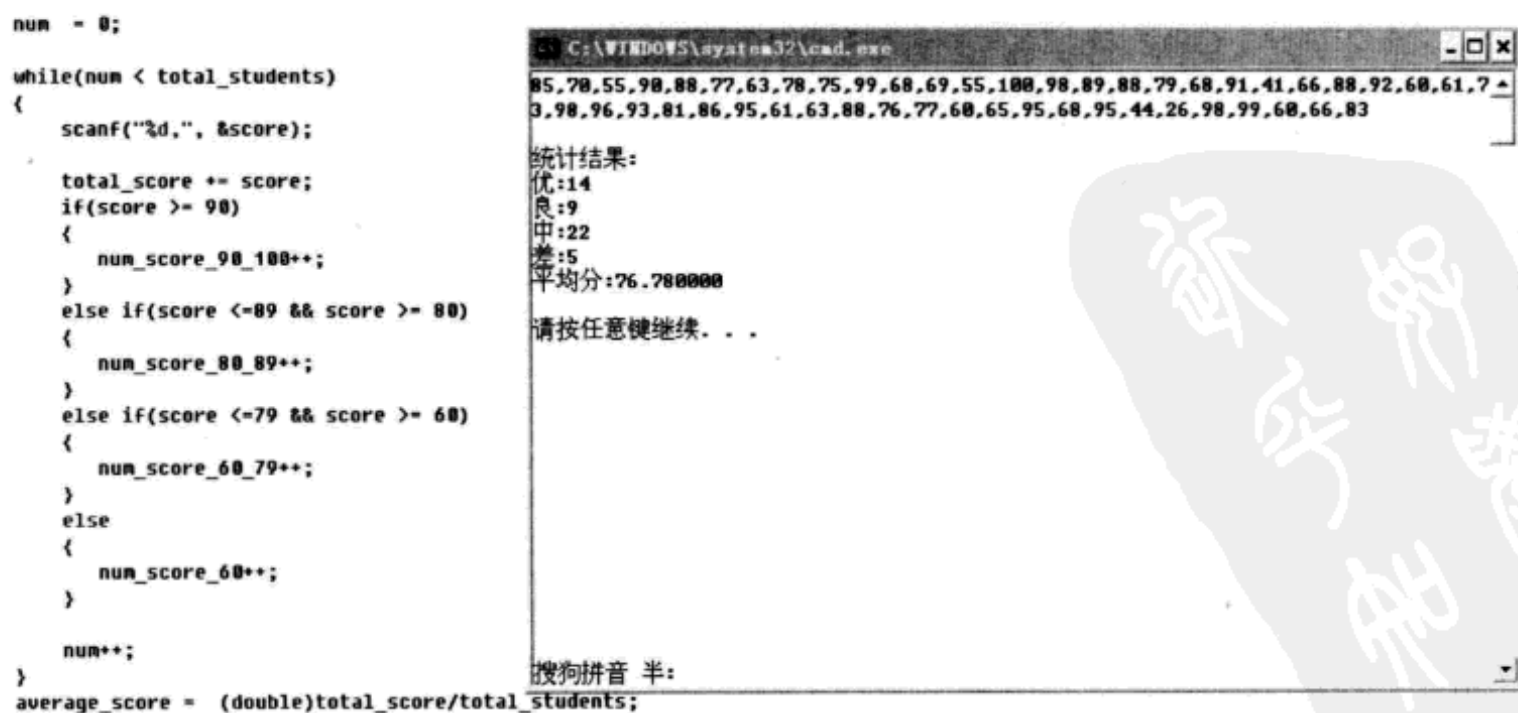 num = 0;
while(num < total_students)
{
scanf("%d,", &score);
total_score += score;
if(score >= 90)
{
num_score_90_100++;
}
else if(score <=89 && score >= 80)
{
num_score_80_89++;
}
else if(score <=79 && score >= 60)
{
num_score_60_79++;
}
else
{
num_score_60++;
}
num++;
}
average_score = (double)total_score/total_students;
C:\WINDOWS\system32\cmd.exe
85,70,55,90,88,77,63,78,75,99,68,69,55,100,98,89,88,79,68,91,41,66,88,92,60,61,7
3,98,96,93,81,86,95,61,63,88,76,77,60,65,95,68,95,44,26,98,99,60,66,83
统计结果:
优:14
良:9
中:22
差:5
平均分:76.780000
请按任意键继续. . .
搜狗拼音 半: